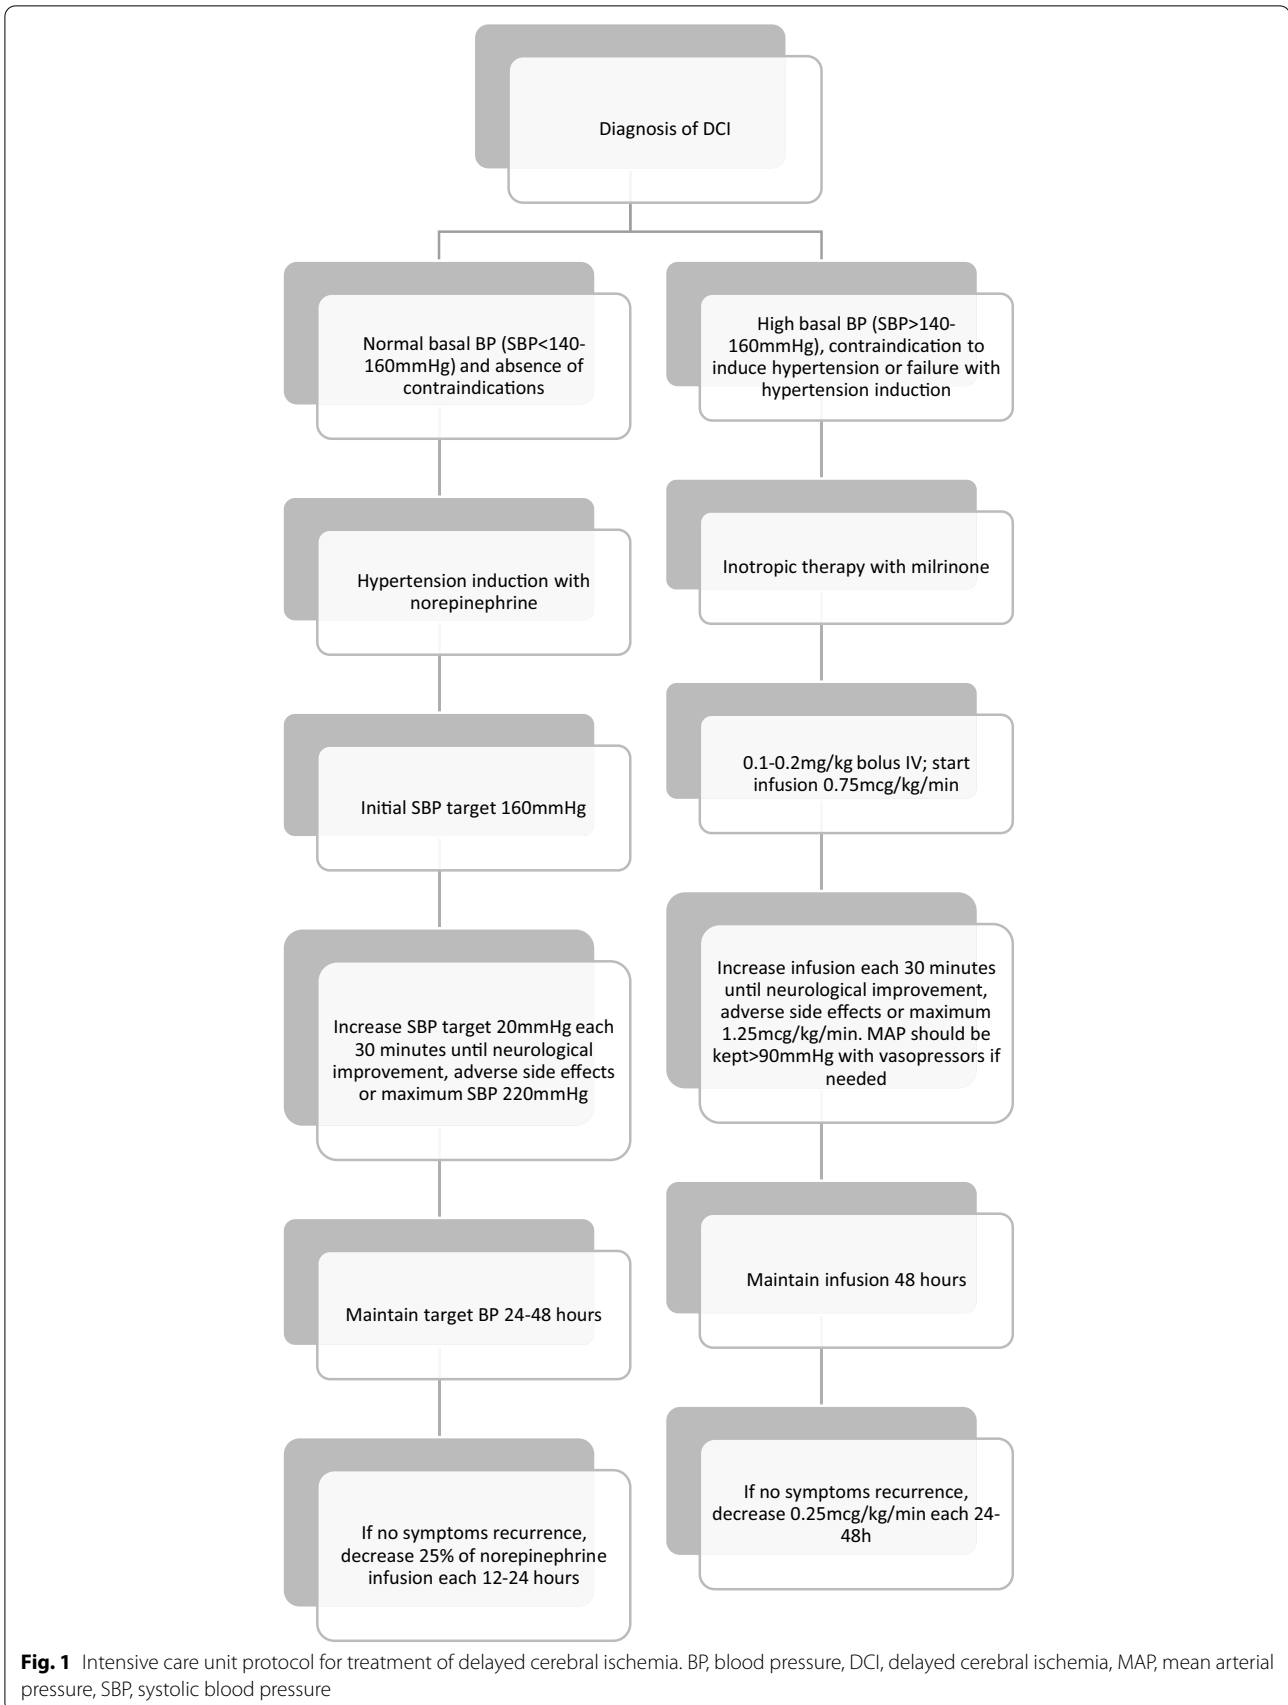 Diagnosis of DCI
Normal basal BP (SBP<140-
160mmHg) and absence of
contraindications
Hypertension induction with
norepinephrine
Initial SBP target 160mmHg
Increase SBP target 20mmHg each
30 minutes until neurological
improvement, adverse side effects
or maximum SBP 220mmHg
Maintain target BP 24-48 hours
If no symptoms recurrence,
decrease 25% of norepinephrine
infusion each 12-24 hours
High basal BP (SBP>140-
160mmHg), contraindication to
induce hypertension or failure with
hypertension induction
Inotropic therapy with milrinone
0.1-0.2mg/kg bolus IV; start
infusion 0.75mcg/kg/min
Increase infusion each 30 minutes
until neurological improvement,
adverse side effects or maximum
1.25mcg/kg/min. MAP should be
kept>90mmHg with vasopressors if
needed
Maintain infusion 48 hours
If no symptoms recurrence,
decrease 0.25mcg/kg/min each 24-
48h
Fig. 1 Intensive care unit protocol for treatment of delayed cerebral ischemia. BP, blood pressure, DCI, delayed cerebral ischemia, MAP, mean arterial
pressure, SBP, systolic blood pressure